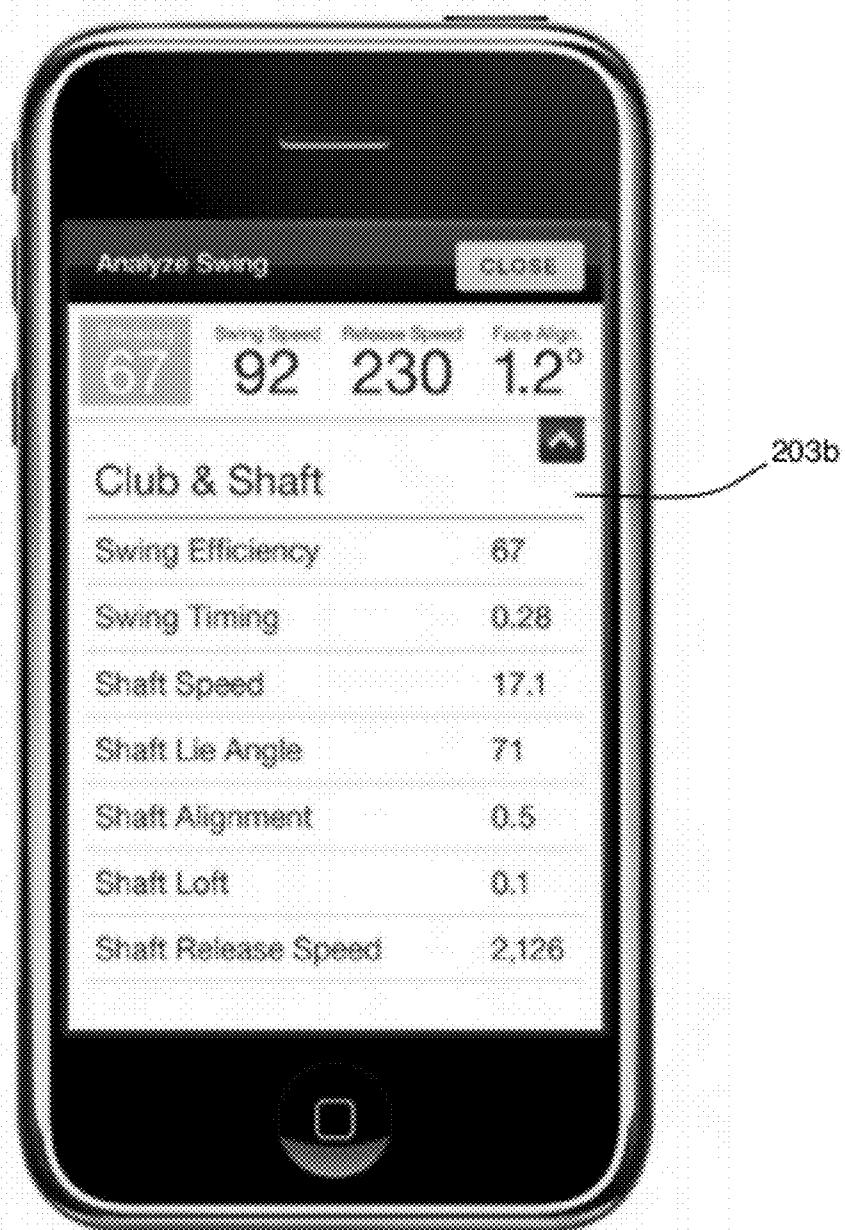 Analyze Swing
CLOSE
Swing Speed Release Speed Face Align.
67 92 230 1.2°
Club & Shaft
203b
Swing Efficiency 67
Swing Timing 0.28
Shaft Speed 17.1
Shaft Lie Angle 71
Shaft Alignment 0.5
Shaft Loft 0.1
Shaft Release Speed 2,126